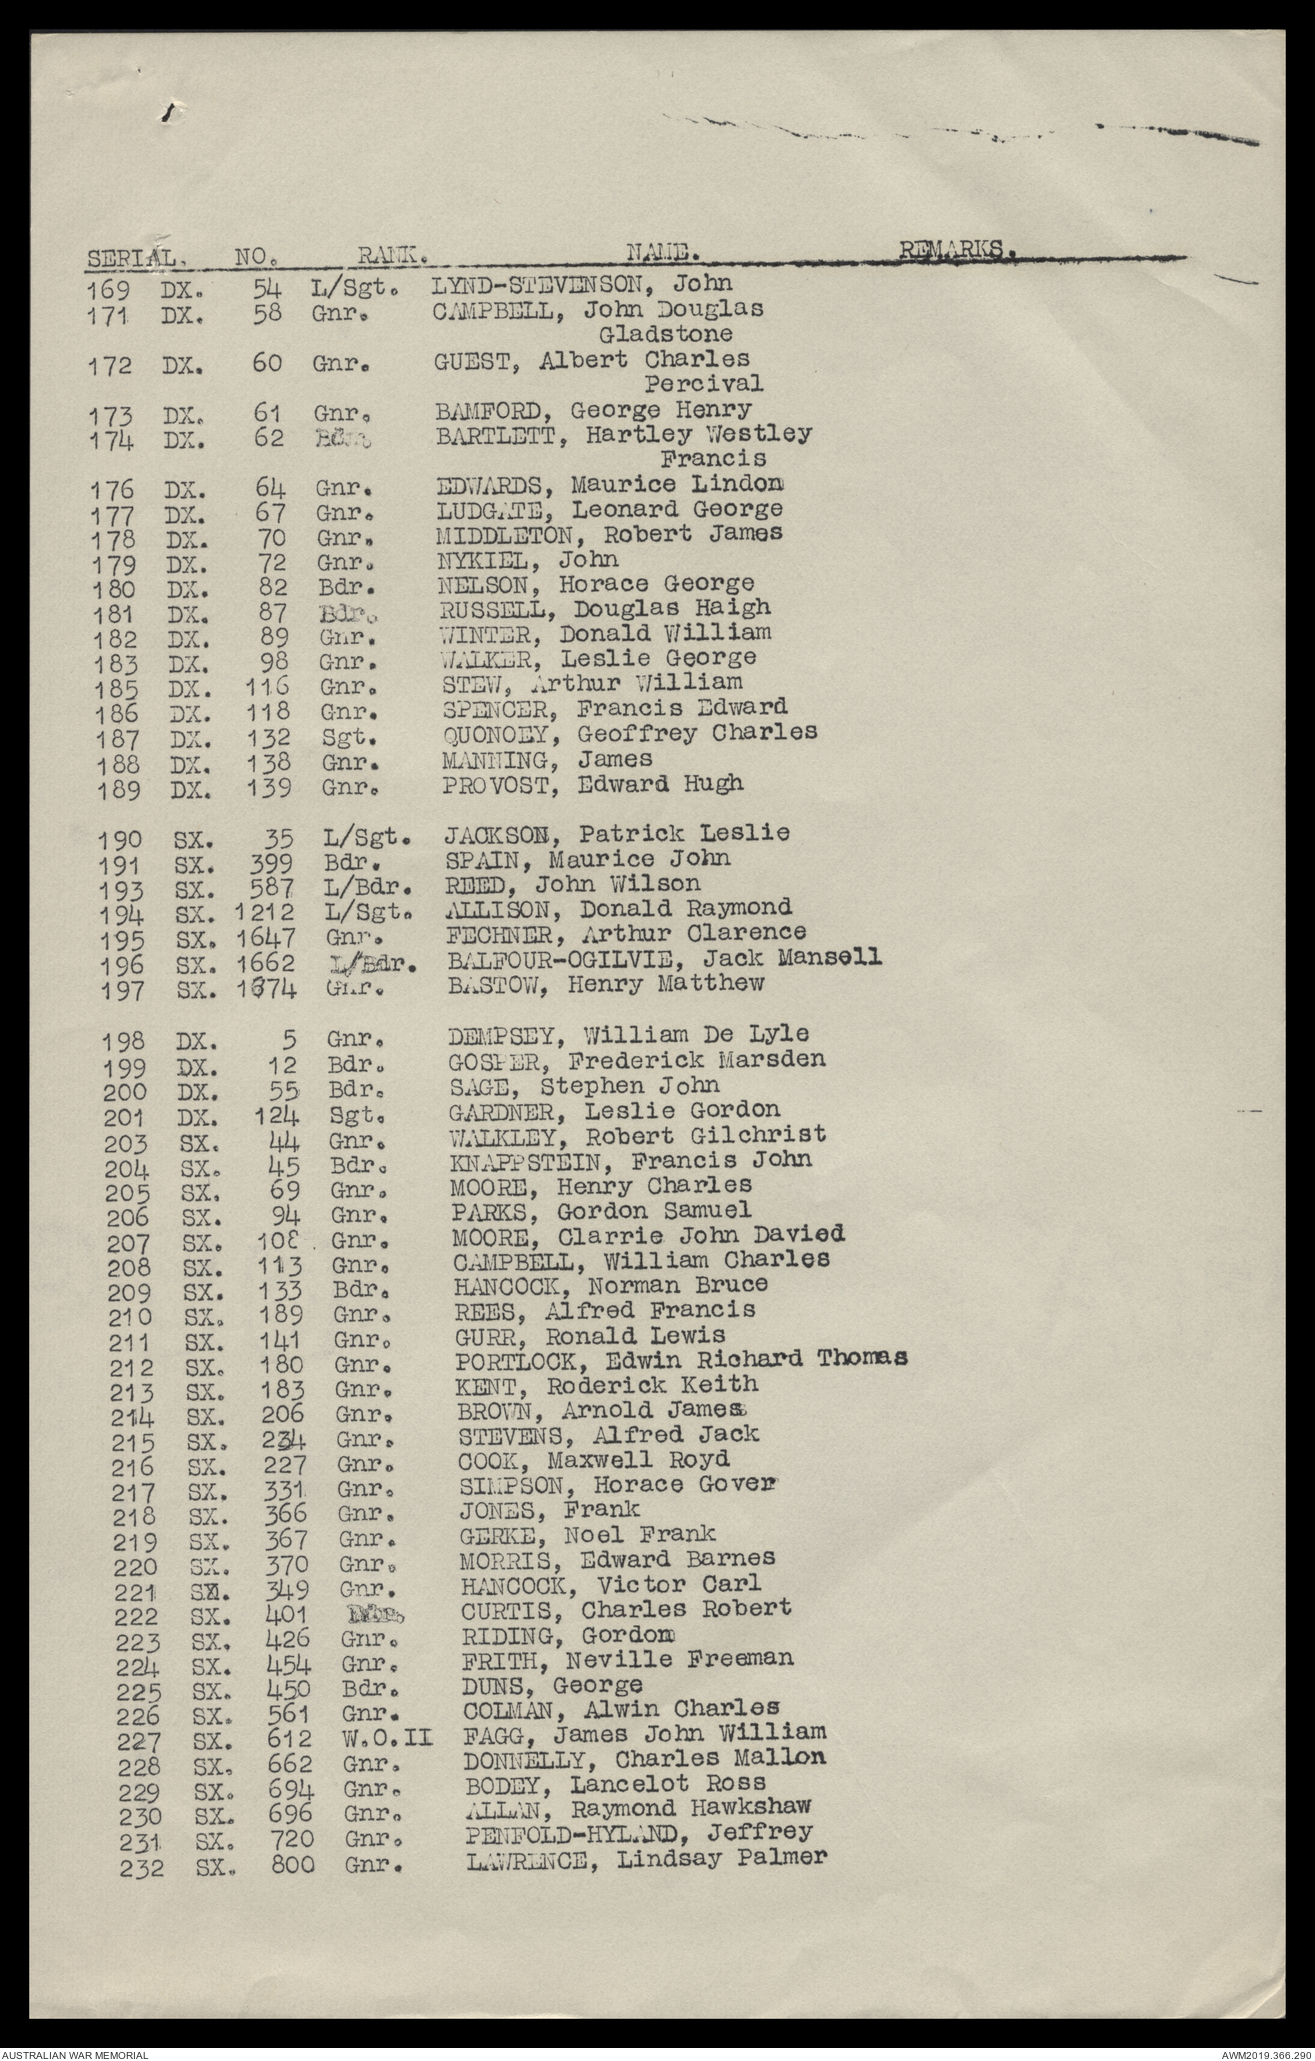 SERIAL. NO. RANK. NAME. REMARKS.
169 DX. 54 L/Sgt. LYND-STEVENSON, John
171 DX. 58 Gnr. CAMPBELL, John Douglas
Gladstone
172 DX. 60 Gnr. GUEST, Albert Charles
Percival
173 DX. 61 Gnr. BAMFORD, George Henry
174 DX. 62 Bdr. BARTLETT, Hartley Westley
Francis
176 DX. 64 Gnr. EDWARDS, Maurice Lindon
177 DX. 67 Gnr. LUDGATE, Leonard George
178 DX. 70 Gnr. MIDDLETON, Robert James
179 DX. 72 Gnr. NYKIEL, John
180 DX. 82 Bdr. NELSON, Horace George
181 DX. 87 Bdr. RUSSELL, Douglas Haigh
182 DX. 89 Gnr. WINTER, Donald William
183 DX. 98 Gnr. WALKER, Leslie George
185 DX. 116 Gnr. STEW, Arthur William
186 DX. 118 Gnr. SPENCER, Francis Edward
187 DX. 132 Sgt. QUONOEY, Geoffrey Charles
188 DX. 138 Gnr. MANNING, James
189 DX. 139 Gnr. PROVOST, Edward Hugh
190 SX. 35 L/Sgt. JACKSON, Patrick Leslie
191 SX. 399 Bdr. SPAIN, Maurice John
193 SX. 587 L/Bdr. REED, John Wilson
194 SX. 1212 L/Sgt. ALLISON, Donald Raymond
195 SX. 1647 Gnr. FECHNER, Arthur Clarence
196 SX. 1662 L/Bdr. BALFOUR-OGILVIE, Jack Mansell
197 SX. 1674 Gnr. BASTOW, Henry Matthew
198 DX. 5 Gnr. DEMPSEY, William De Lyle
199 DX. 12 Bdr. GOSPER, Frederick Marsden
200 DX. 55 Bdr. SAGE, Stephen John
201 DX. 124 Sgt. GARDNER, Leslie Gordon
203 SX. 44 Gnr. WALKLEY, Robert Gilchrist
204 SX. 45 Bdr. KNAPPSTEIN, Francis John
205 SX. 69 Gnr. MOORE, Henry Charles
206 SX. 94 Gnr. PARKS, Gordon Samuel
207 SX. 108 Gnr. MOORE, Clarrie John Davied
208 SX. 113 Gnr. CAMPBELL, William Charles
209 SX. 133 Bdr. HANCOCK, Norman Bruce
210 SX. 189 Gnr. REES, Alfred Francis
211 SX. 141 Gnr. GURR, Ronald Lewis
212 SX. 180 Gnr. PORTLOCK, Edwin Richard Thomas
213 SX. 183 Gnr. KENT, Roderick Keith
214 SX. 206 Gnr. BROWN, Arnold James
215 SX. 234 Gnr. STEVENS, Alfred Jack
216 SX. 227 Gnr. COOK, Maxwell Royd
217 SX. 331 Gnr. SIMPSON, Horace Gover
218 SX. 366 Gnr. JONES, Frank
219 SX. 367 Gnr. GERKE, Noel Frank
220 SX. 370 Gnr. MORRIS, Edward Barnes
221 SX. 349 Gnr. HANCOCK, Victor Carl
222 SX. 401 CURTIS, Charles Robert
223 SX. 426 Gnr. RIDING, Gordon
224 SX. 454 Gnr. FRITH, Neville Freeman
225 SX. 450 Bdr. DUNS, George
226 SX. 561 Gnr. COLMAN, Alwin Charles
227 SX. 612 W.O.II FAGG, James John William
228 SX. 662 Gnr. DONNELLY, Charles Mallon
229 SX. 694 Gnr. BODEY, Lancelot Ross
230 SX. 696 Gnr. ALLAN, Raymond Hawkshaw
231 SX. 720 Gnr. PENFOLD-HYLAND, Jeffrey
232 SX. 800 Gnr. LAWRENCE, Lindsay Palmer
AUSTRALIAN WAR MEMORIAL AWM2019.366.290